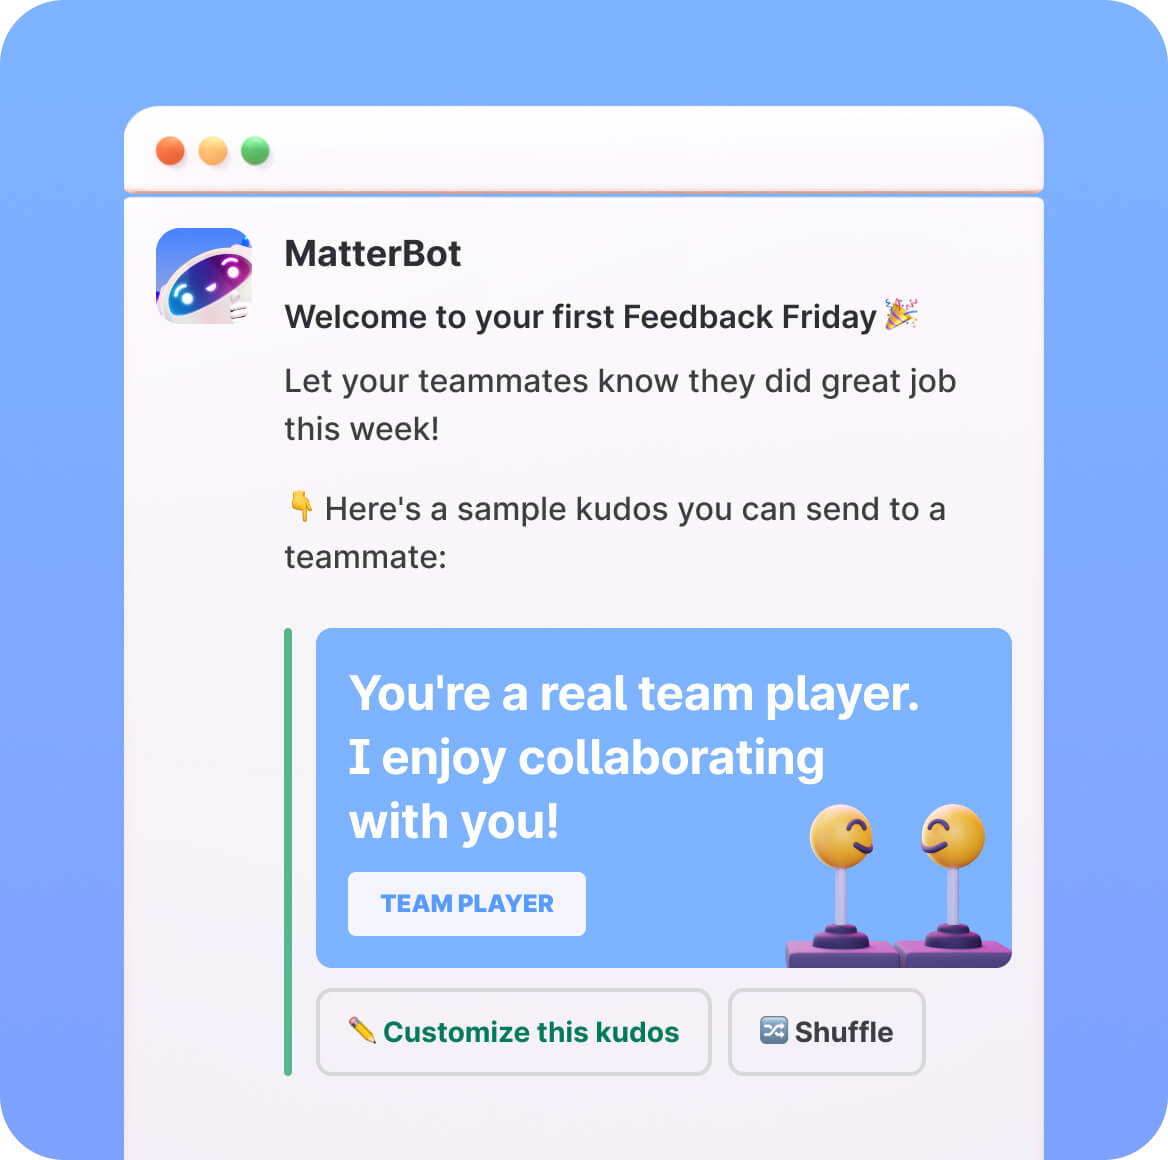 MatterBot
Welcome to your first Feedback Friday🎉
Let your teammates know they did great job
this week!
👇 Here's a sample kudos you can send to a
teammate:
You're a real team player.
I enjoy collaborating
with you!
TEAM PLAYER
✏️ Customize this kudos
🔀 Shuffle